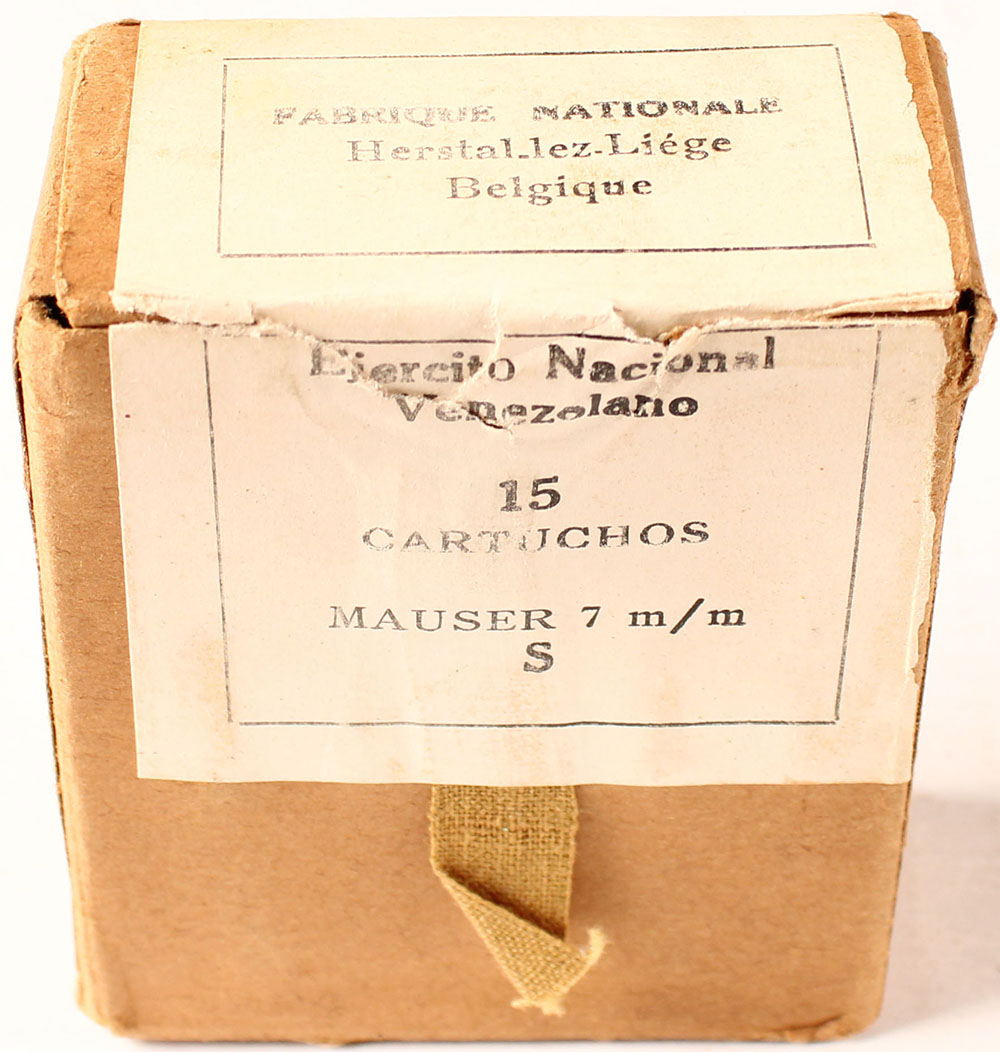 FABRIQUE NATIONALE
Herstal-lez-Liége
Belgique
Ejercito Nacional
Venezolano
15
CARTUCHOS
MAUSER 7 m/m
S